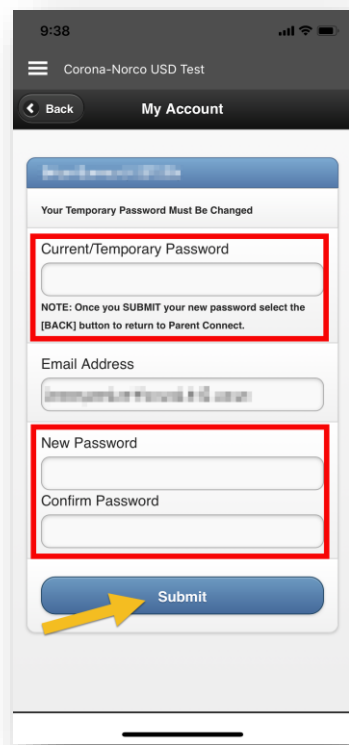 9:38
Corona-Norco USD Test
Back
My Account
Your Temporary Password Must Be Changed
Current/Temporary Password
NOTE: Once you SUBMIT your new password select the
[BACK] button to return to Parent Connect.
Email Address
New Password
Confirm Password
Submit